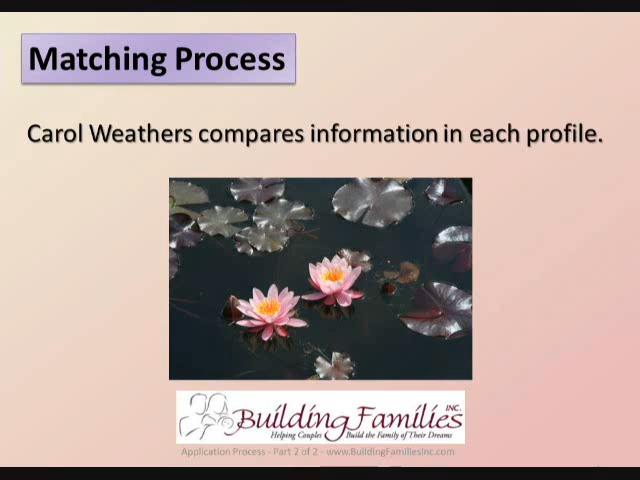 Matching Process
Carol Weathers compares information in each profile.
Building Families INC.
Helping Couples Build the Family of Their Dreams
Application Process - Part 2 of 2 - www.BuildingFamiliesInc.com